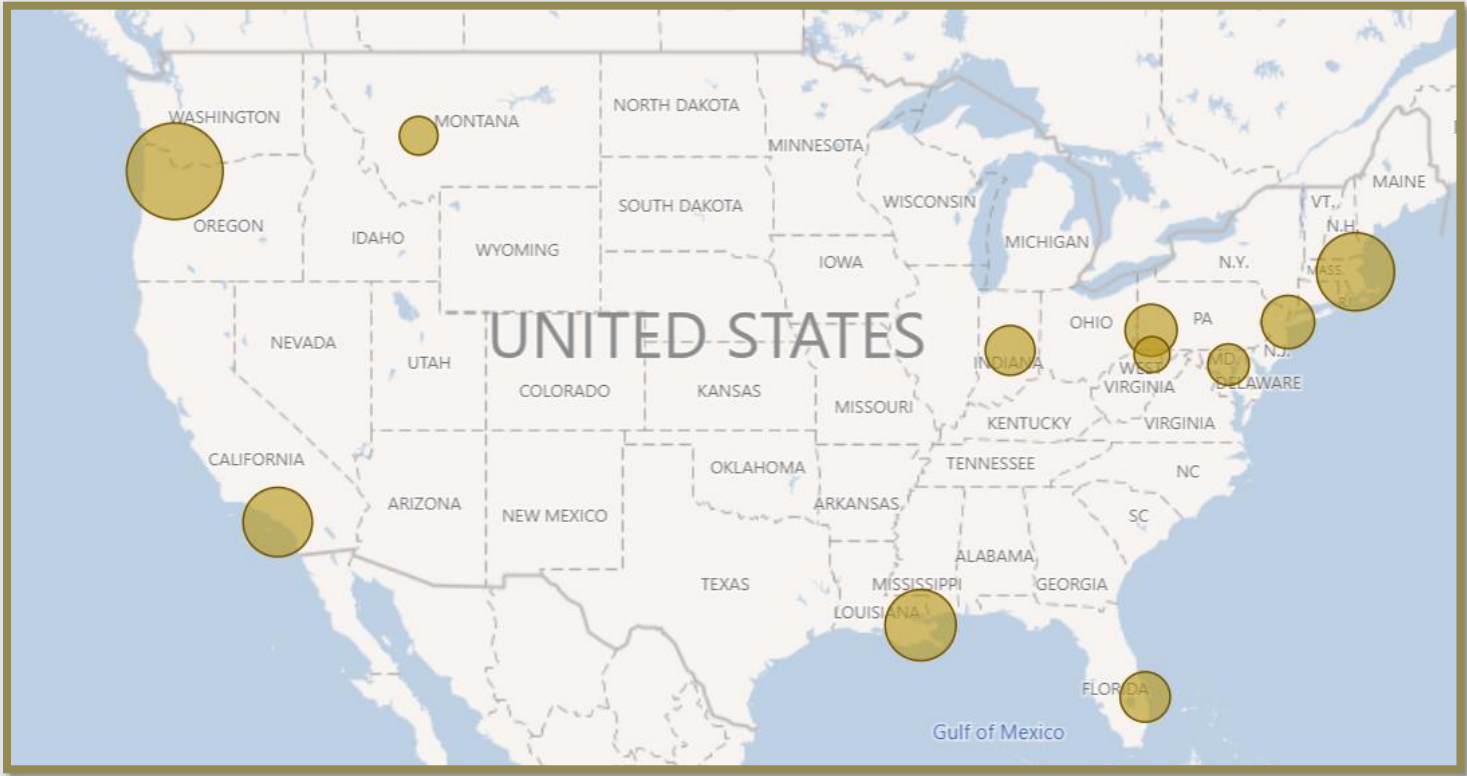 WASHINGTON
MONTANA
NORTH DAKOTA
MINNESOTA
MAINE
VT.
N.H.
OREGON
IDAHO
SOUTH DAKOTA
WISCONSIN
WYOMING
MICHIGAN
IOWA
N.Y.
MASS.
R.I.
NEVADA
UTAH
UNITED STATES
OHIO
PA
N.J.
INDIANA
MD.
WEST
VIRGINIA
DELAWARE
COLORADO
KANSAS
MISSOURI
KENTUCKY
VIRGINIA
CALIFORNIA
OKLAHOMA
TENNESSEE
NC
ARIZONA
NEW MEXICO
ARKANSAS
SC
ALABAMA
TEXAS
MISSISSIPPI
GEORGIA
LOUISIANA
FLORIDA
Gulf of Mexico